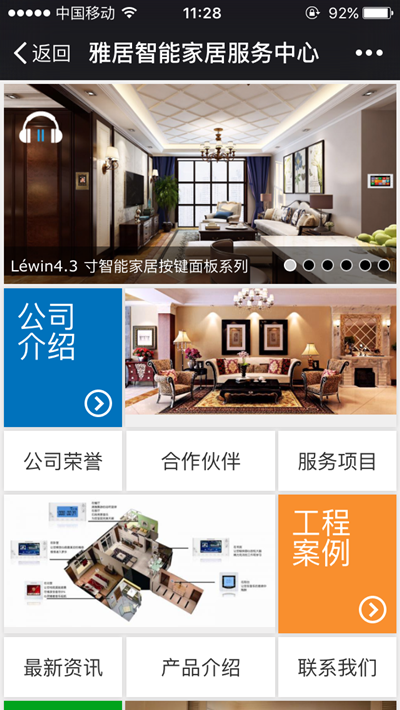 中国移动
11:28
92%
返回
雅居智能家居服务中心
Léwin4.3 寸智能家居按键面板系列
公司
介绍
公司荣誉
合作伙伴
服务项目
工程
案例
最新资讯
产品介绍
联系我们